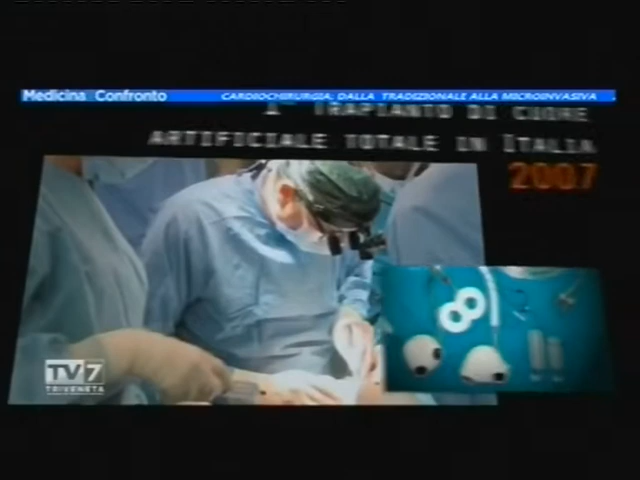 Medicina Confronto
CARDIOCHIRURGIA: DALLA TRADIZIONALE ALLA MICROINVASIVA
1° TRAPIANTO DI CUORE
ARTIFICIALE TOTALE IN ITALIA
2007
TV7
TRIVENETA